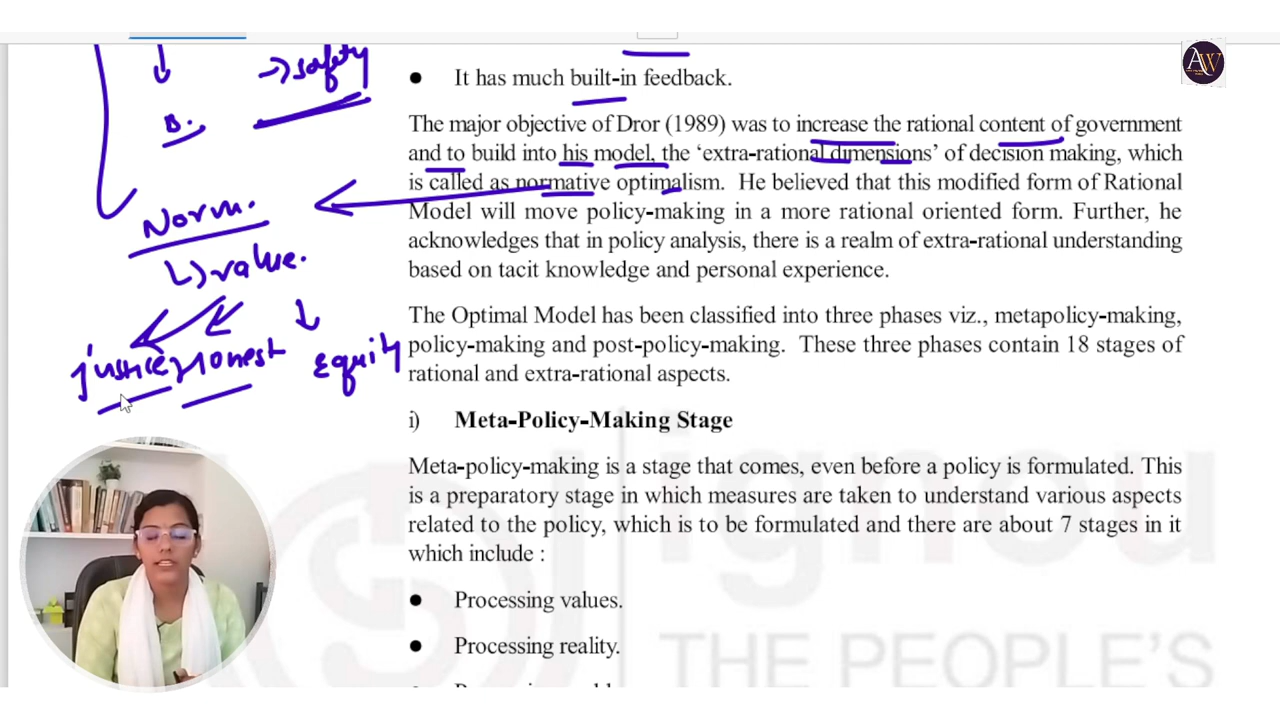 AW
→ safety
B.
Norm.
↳ value.
justice Honest equity
● It has much built-in feedback.
The major objective of Dror (1989) was to increase the rational content of government
and to build into his model, the ‘extra-rational dimensions’ of decision making, which
is called as normative optimalism. He believed that this modified form of Rational
Model will move policy-making in a more rational oriented form. Further, he
acknowledges that in policy analysis, there is a realm of extra-rational understanding
based on tacit knowledge and personal experience.
The Optimal Model has been classified into three phases viz., metapolicy-making,
policy-making and post-policy-making. These three phases contain 18 stages of
rational and extra-rational aspects.
i) Meta-Policy-Making Stage
Meta-policy-making is a stage that comes, even before a policy is formulated. This
is a preparatory stage in which measures are taken to understand various aspects
related to the policy, which is to be formulated and there are about 7 stages in it
which include :
● Processing values.
● Processing reality.
ignou
THE PEOPLE'S